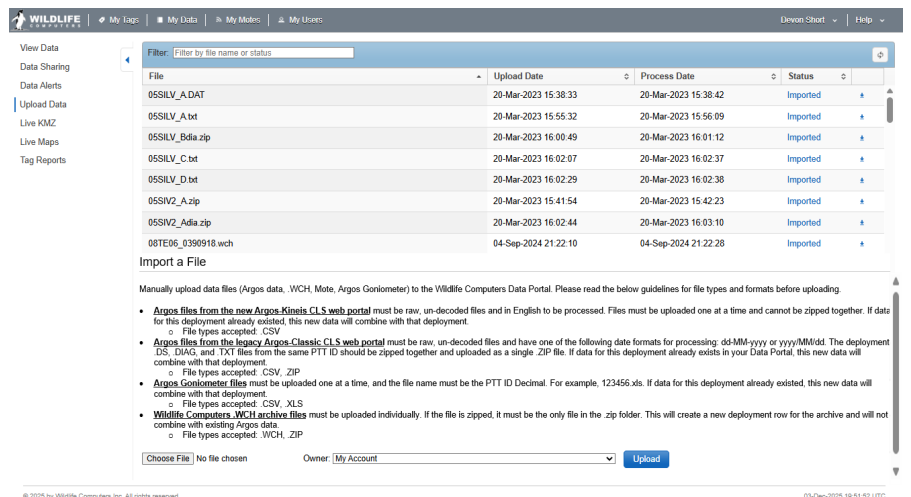 WILDLIFE
COMPUTERS
My Tags
My Data
My Motes
My Users
Devon Short
Help
View Data
Data Sharing
Data Alerts
Upload Data
Live KMZ
Live Maps
Tag Reports
Filter: Filter by file name or status
File Upload Date Process Date Status
05SILV_A.DAT 20-Mar-2023 15:38:33 20-Mar-2023 15:38:42 Imported
05SILV_A.txt 20-Mar-2023 15:55:32 20-Mar-2023 15:56:09 Imported
05SILV_Bdia.zip 20-Mar-2023 16:00:49 20-Mar-2023 16:01:12 Imported
05SILV_C.txt 20-Mar-2023 16:02:07 20-Mar-2023 16:02:37 Imported
05SILV_D.txt 20-Mar-2023 16:02:29 20-Mar-2023 16:02:38 Imported
05SIV2_A.zip 20-Mar-2023 15:41:54 20-Mar-2023 15:42:23 Imported
05SIV2_Adia.zip 20-Mar-2023 16:02:44 20-Mar-2023 16:03:10 Imported
08TE06_0390918.wch 04-Sep-2024 21:22:10 04-Sep-2024 21:22:28 Imported
Import a File
Manually upload data files (Argos data, .WCH, Mote, Argos Goniometer) to the Wildlife Computers Data Portal. Please read the below guidelines for file types and formats before uploading.
• Argos files from the new Argos-Kineis CLS web portal must be raw, un-decoded files and in English to be processed. Files must be uploaded one at a time and cannot be zipped together. If data
for this deployment already existed, this new data will combine with that deployment.
o File types accepted: .CSV
• Argos files from the legacy Argos-Classic CLS web portal must be raw, un-decoded files and have one of the following date formats for processing: dd-MM-yyyy or yyyy/MM/dd. The deployment
.DS, .DIAG, and .TXT files from the same PTT ID should be zipped together and uploaded as a single .ZIP file. If data for this deployment already exists in your Data Portal, this new data will
combine with that deployment.
o File types accepted: .CSV, .ZIP
• Argos Goniometer files must be uploaded one at a time, and the file name must be the PTT ID Decimal. For example, 123456.xls. If data for this deployment already existed, this new data will
combine with that deployment.
o File types accepted: .CSV, .XLS
• Wildlife Computers .WCH archive files must be uploaded individually. If the file is zipped, it must be the only file in the .zip folder. This will create a new deployment row for the archive and will not
combine with existing Argos data.
o File types accepted: .WCH, .ZIP
Choose File No file chosen Owner: My Account Upload
© 2025 by Wildlife Computers Inc. All rights reserved. 03-Dec-2025 19:51:52 UTC